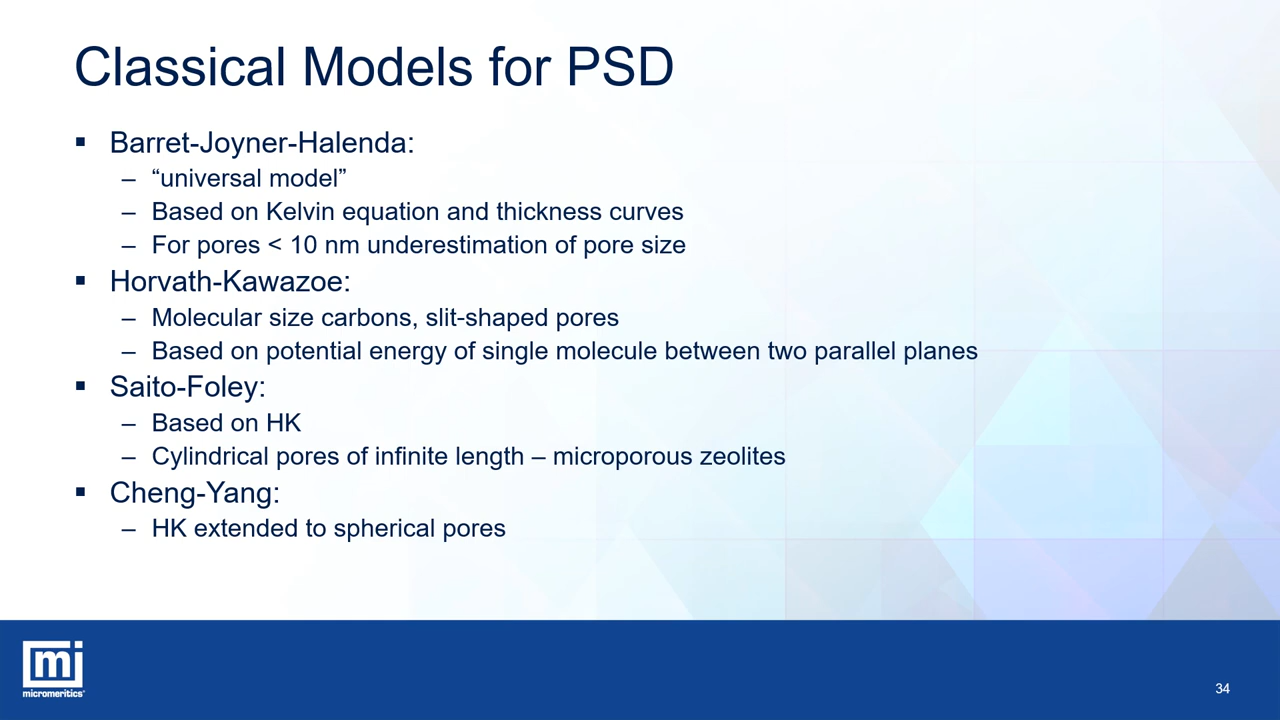 Classical Models for PSD
▪ Barret-Joyner-Halenda:
– “universal model”
– Based on Kelvin equation and thickness curves
– For pores < 10 nm underestimation of pore size
▪ Horvath-Kawazoe:
– Molecular size carbons, slit-shaped pores
– Based on potential energy of single molecule between two parallel planes
▪ Saito-Foley:
– Based on HK
– Cylindrical pores of infinite length – microporous zeolites
▪ Cheng-Yang:
– HK extended to spherical pores
mi
micromeritics®
34